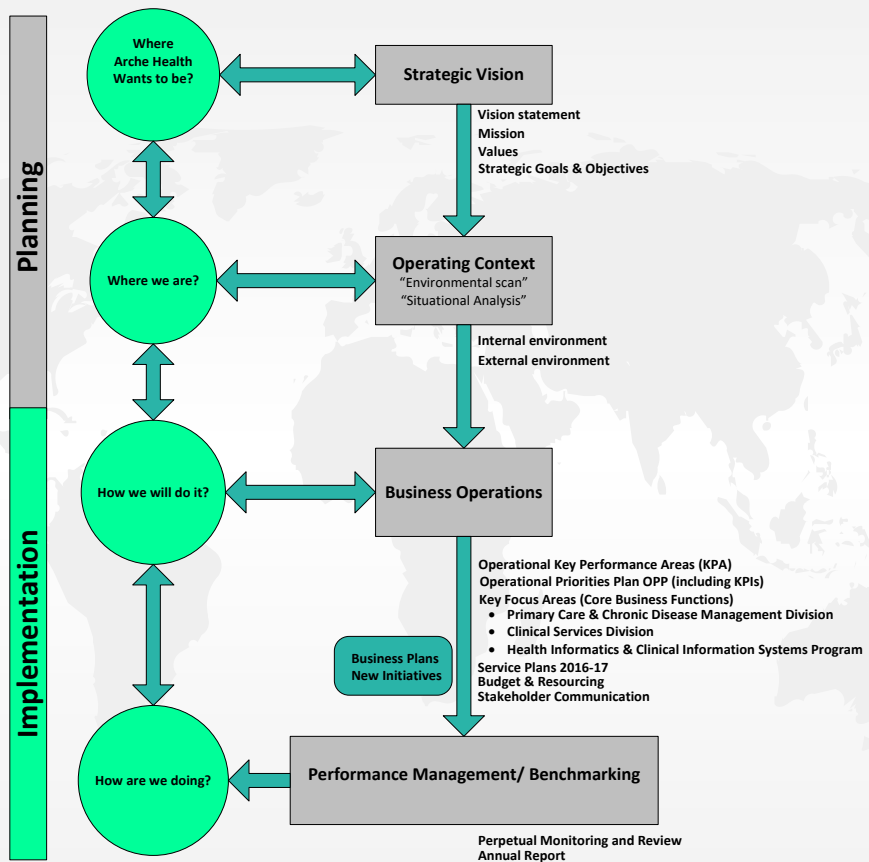 Planning
Where
Arche Health
Wants to be?
Strategic Vision
Vision statement
Mission
Values
Strategic Goals & Objectives
Where we are?
Operating Context
“Environmental scan”
“Situational Analysis”
Internal environment
External environment
Implementation
How we will do it?
Business Operations
Operational Key Performance Areas (KPA)
Operational Priorities Plan OPP (including KPIs)
Key Focus Areas (Core Business Functions)
• Primary Care & Chronic Disease Management Division
• Clinical Services Division
• Health Informatics & Clinical Information Systems Program
Business Plans
New Initiatives
Service Plans 2016-17
Budget & Resourcing
Stakeholder Communication
How are we doing?
Performance Management/ Benchmarking
Perpetual Monitoring and Review
Annual Report